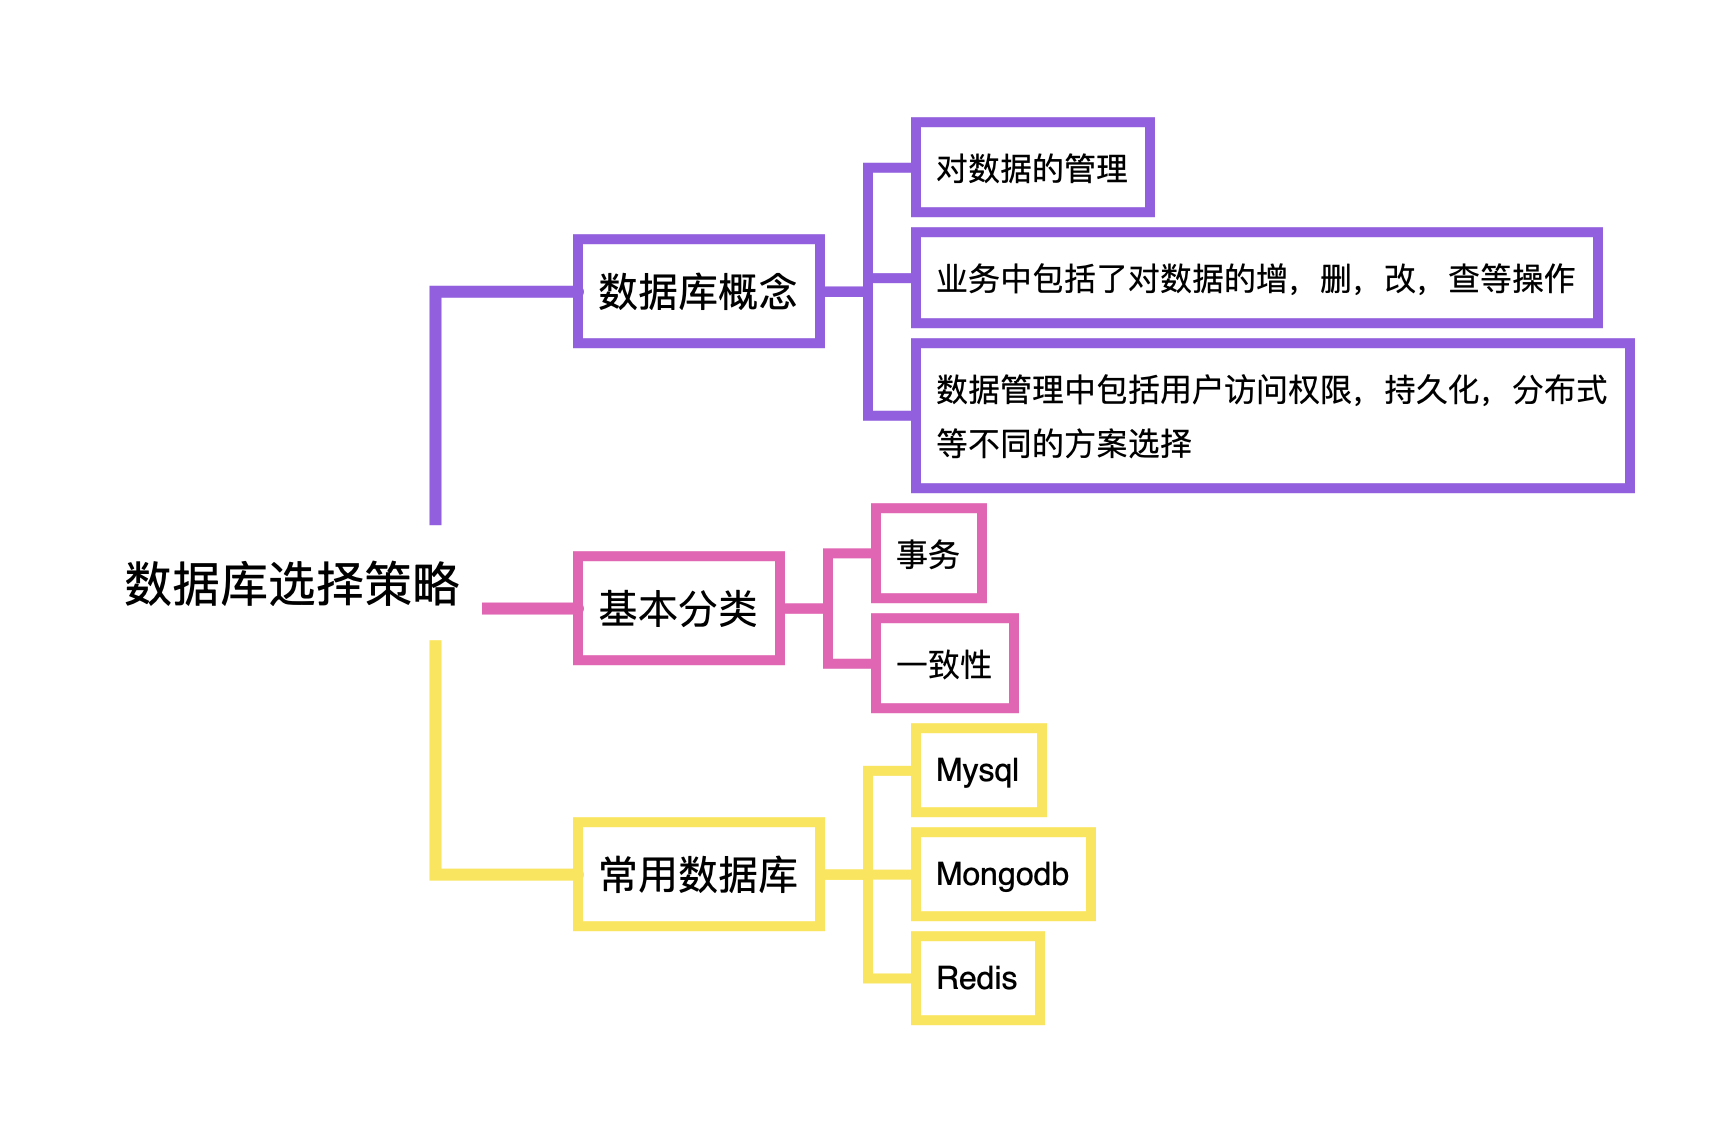 数据库选择策略
数据库概念
对数据的管理
业务中包括了对数据的增，删，改，查等操作
数据管理中包括用户访问权限，持久化，分布式
等不同的方案选择
基本分类
事务
一致性
常用数据库
Mysql
Mongodb
Redis